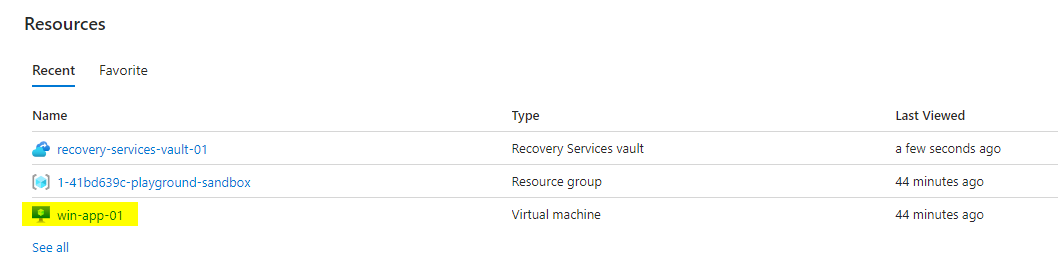 Resources
Recent Favorite
Name Type Last Viewed
recovery-services-vault-01 Recovery Services vault a few seconds ago
1-41bd639c-playground-sandbox Resource group 44 minutes ago
win-app-01 Virtual machine 44 minutes ago
See all